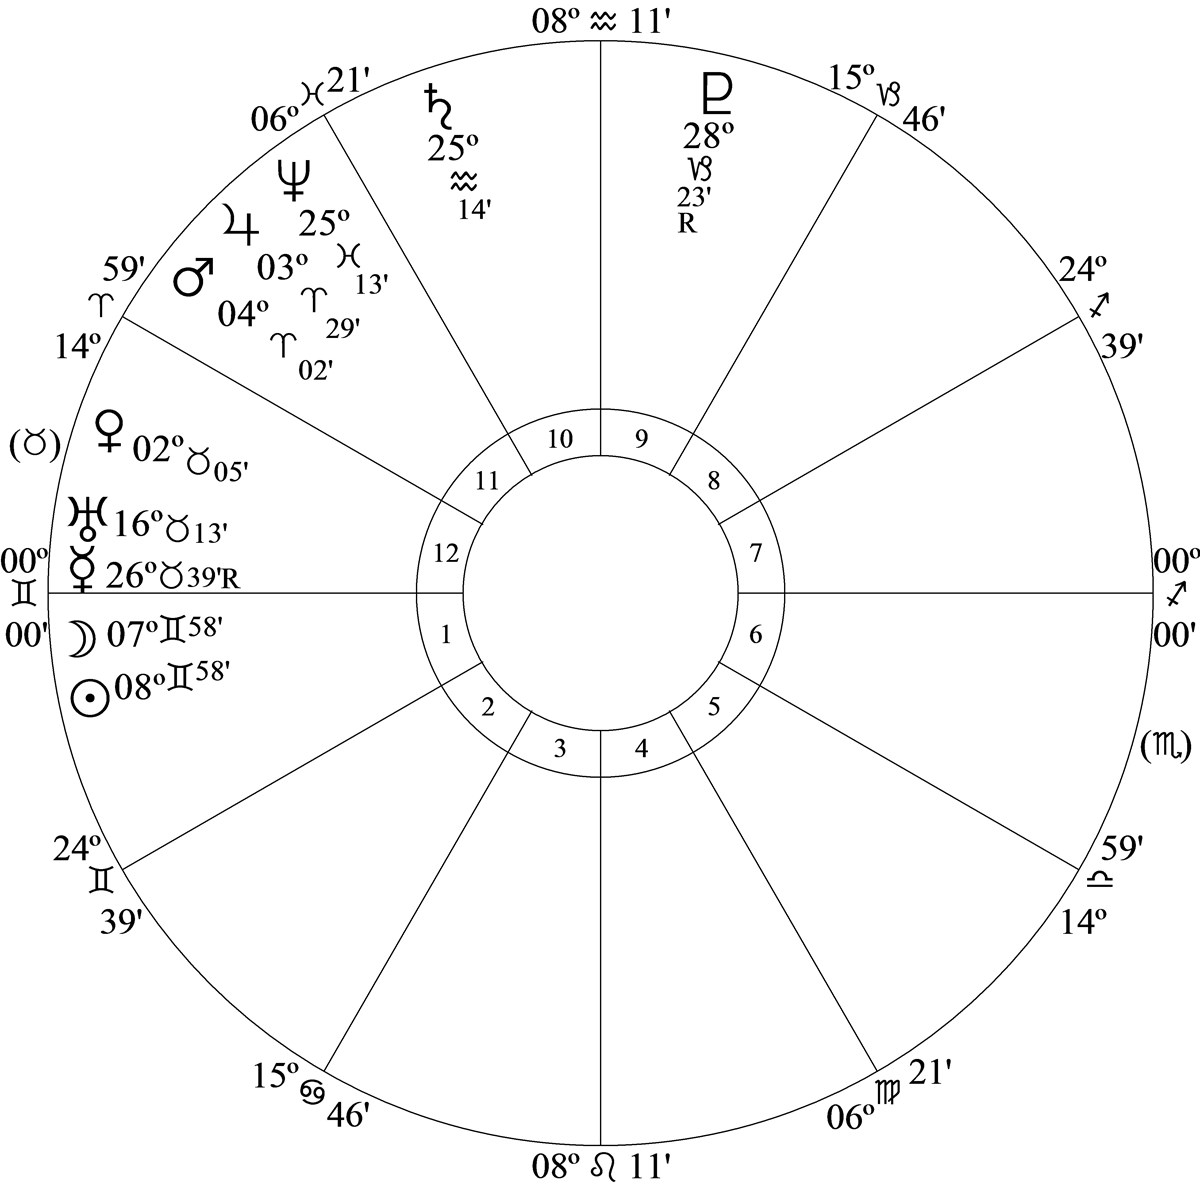 08º ♒ 11'
06º ♓ 21'
15º ♑ 46'
♄
25º
♒
14'
♇
28º
♑
23'
R
♆
25º
♓
13'
♃
03º
♈
29'
♂
04º
♈
02'
59'
♈
14º
24º
♐
39'
(♉)
♀ 02º ♉ 05'
♅ 16º ♉ 13'
☿ 26º ♉ 39' R
00º
♊
00'
00º
♐
00'
☽ 07º ♊ 58'
☉ 08º ♊ 58'
10
9
11
8
12
7
1
6
2
5
3
4
(♏)
24º
♊
39'
59'
♎
14º
15º ♋ 46'
06º ♍ 21'
08º ♌ 11'